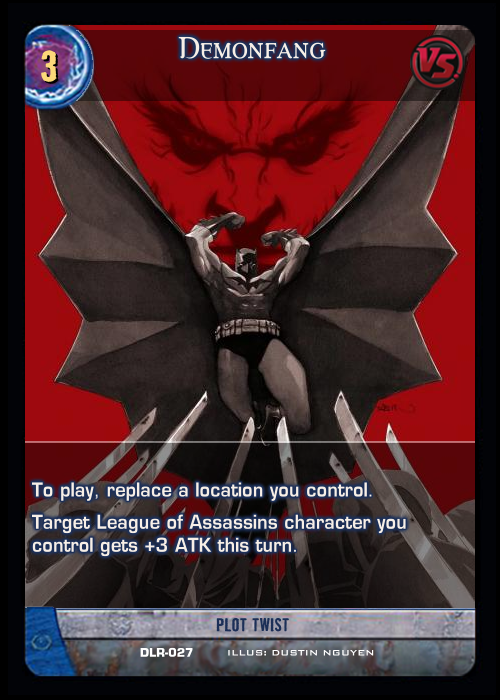 3
DEMONFANG
VS
To play, replace a location you control.
Target League of Assassins character you
control gets +3 ATK this turn.
PLOT TWIST
DLR-027 ILLUS: DUSTIN NGUYEN